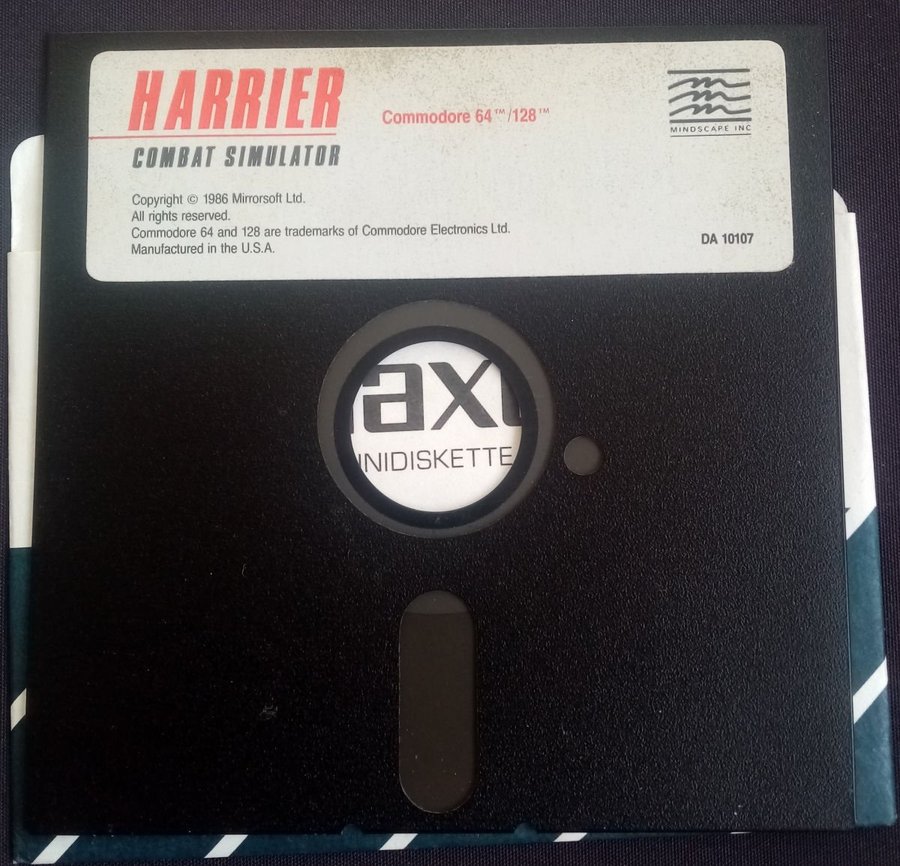 HARRIER
COMBAT SIMULATOR
Commodore 64™/128™
MINDSCAPE INC
Copyright © 1986 Mirrorsoft Ltd.
All rights reserved.
Commodore 64 and 128 are trademarks of Commodore Electronics Ltd.
Manufactured in the U.S.A.
DA 10107
ax
INIDISKETTE